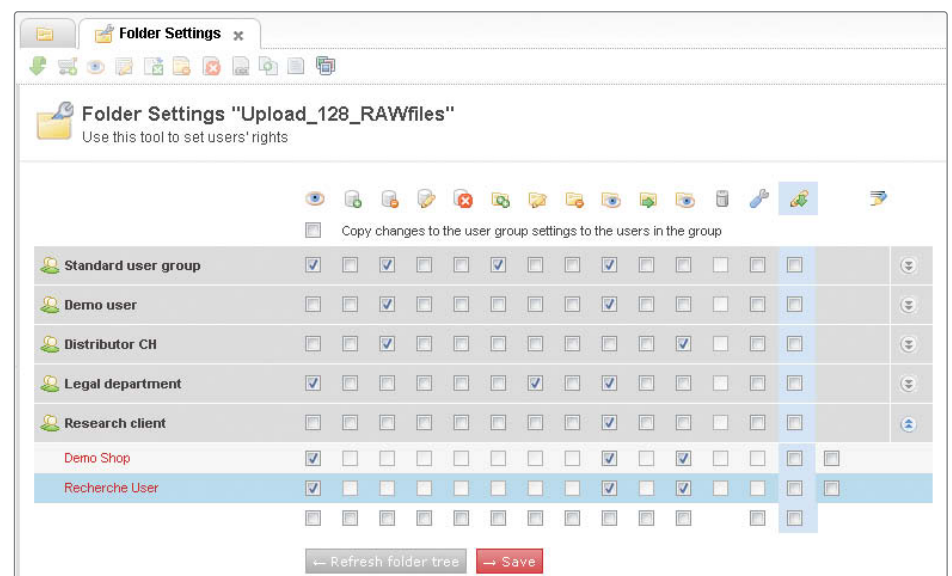 Folder Settings x
Folder Settings "Upload_128_RAWfiles"
Use this tool to set users' rights
Copy changes to the user group settings to the users in the group
Standard user group
Demo user
Distributor CH
Legal department
Research client
Demo Shop
Recherche User
← Refresh folder tree → Save